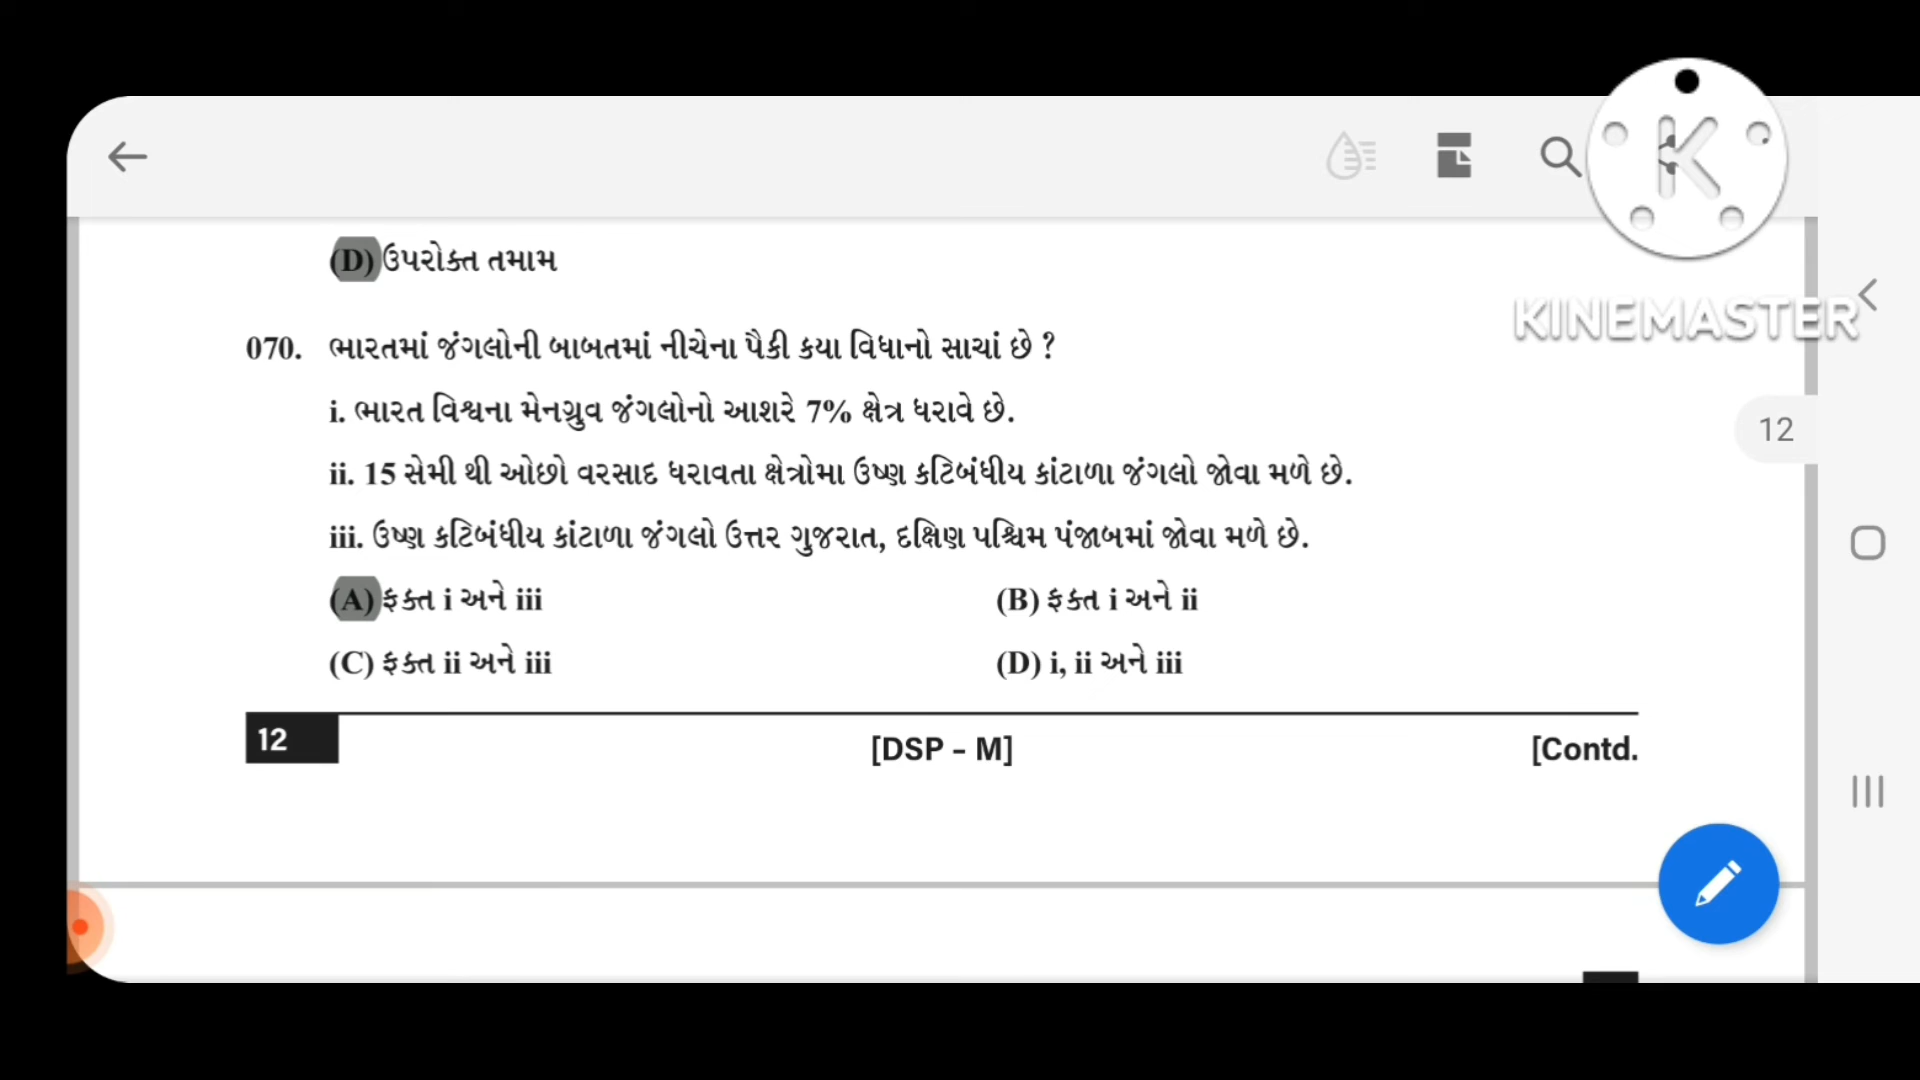 (D) ઉપરોક્ત તમામ
KINEMASTER
070. ભારતમાં જંગલોની બાબતમાં નીચેના પૈકી કયા વિધાનો સાચાં છે ?
i. ભારત વિશ્વના મેનગ્રુવ જંગલોનો આશરે 7% ક્ષેત્ર ધરાવે છે.
12
ii. 15 સેમી થી ઓછો વરસાદ ધરાવતા ક્ષેત્રોમા ઉષ્ણ કટિબંધીય કાંટાળા જંગલો જોવા મળે છે.
iii. ઉષ્ણ કટિબંધીય કાંટાળા જંગલો ઉત્તર ગુજરાત, દક્ષિણ પશ્ચિમ પંજાબમાં જોવા મળે છે.
(A) ફક્ત i અને iii (B) ફક્ત i અને ii
(C) ફક્ત ii અને iii (D) i, ii અને iii
12 [DSP – M] [Contd.